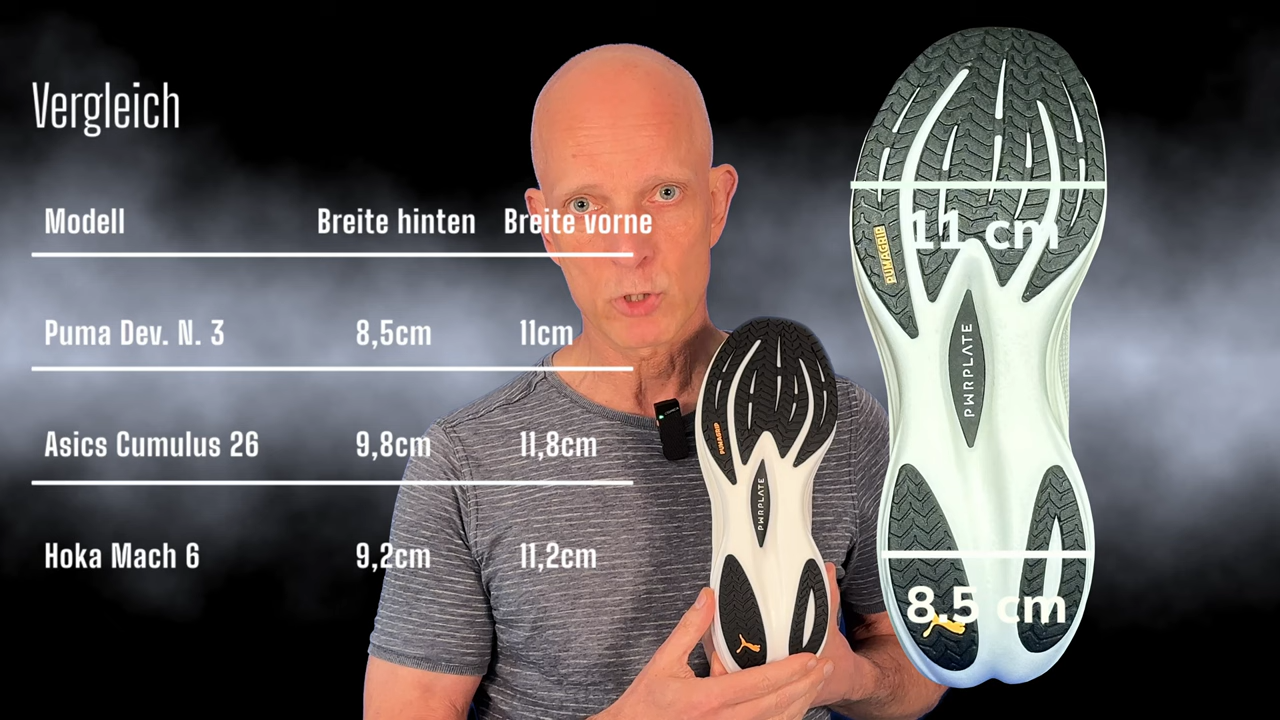 Vergleich
Modell Breite hinten Breite vorne
Puma Dev. N. 3 8,5cm 11cm
Asics Cumulus 26 9,8cm 11,8cm
Hoka Mach 6 9,2cm 11,2cm
PUMAGRIP
PWRPLATE
11 cm
PUMAGRIP
PWRPLATE
8.5 cm